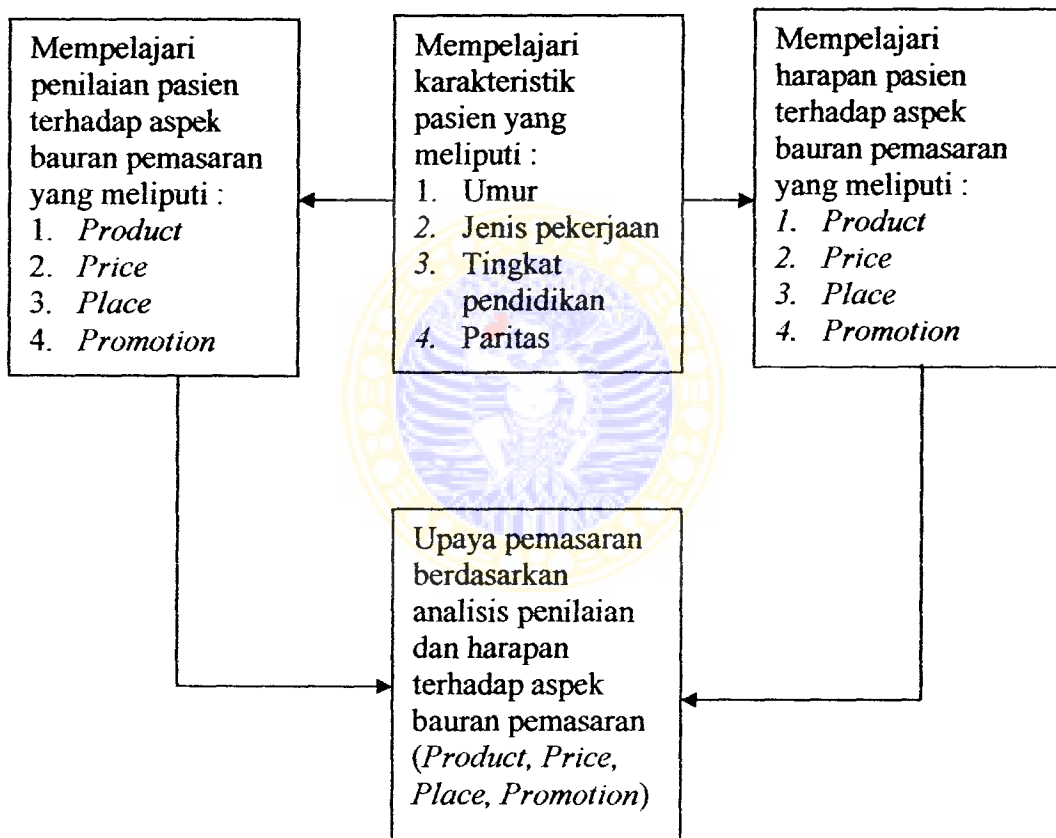 Mempelajari
penilaian pasien
terhadap aspek
bauran pemasaran
yang meliputi :
1. Product
2. Price
3. Place
4. Promotion
Mempelajari
karakteristik
pasien yang
meliputi :
1. Umur
2. Jenis pekerjaan
3. Tingkat
pendidikan
4. Paritas
Mempelajari
harapan pasien
terhadap aspek
bauran pemasaran
yang meliputi :
1. Product
2. Price
3. Place
4. Promotion
Upaya pemasaran
berdasarkan
analisis penilaian
dan harapan
terhadap aspek
bauran pemasaran
(Product, Price,
Place, Promotion)